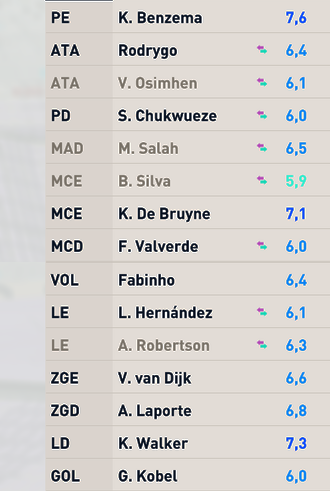 PE K. Benzema 7,6
ATA Rodrygo 6,4
ATA V. Osimhen 6,1
PD S. Chukwueze 6,0
MAD M. Salah 6,5
MCE B. Silva 5,9
MCE K. De Bruyne 7,1
MCD F. Valverde 6,0
VOL Fabinho 6,4
LE L. Hernández 6,1
LE A. Robertson 6,3
ZGE V. van Dijk 6,6
ZGD A. Laporte 6,8
LD K. Walker 7,3
GOL G. Kobel 6,0